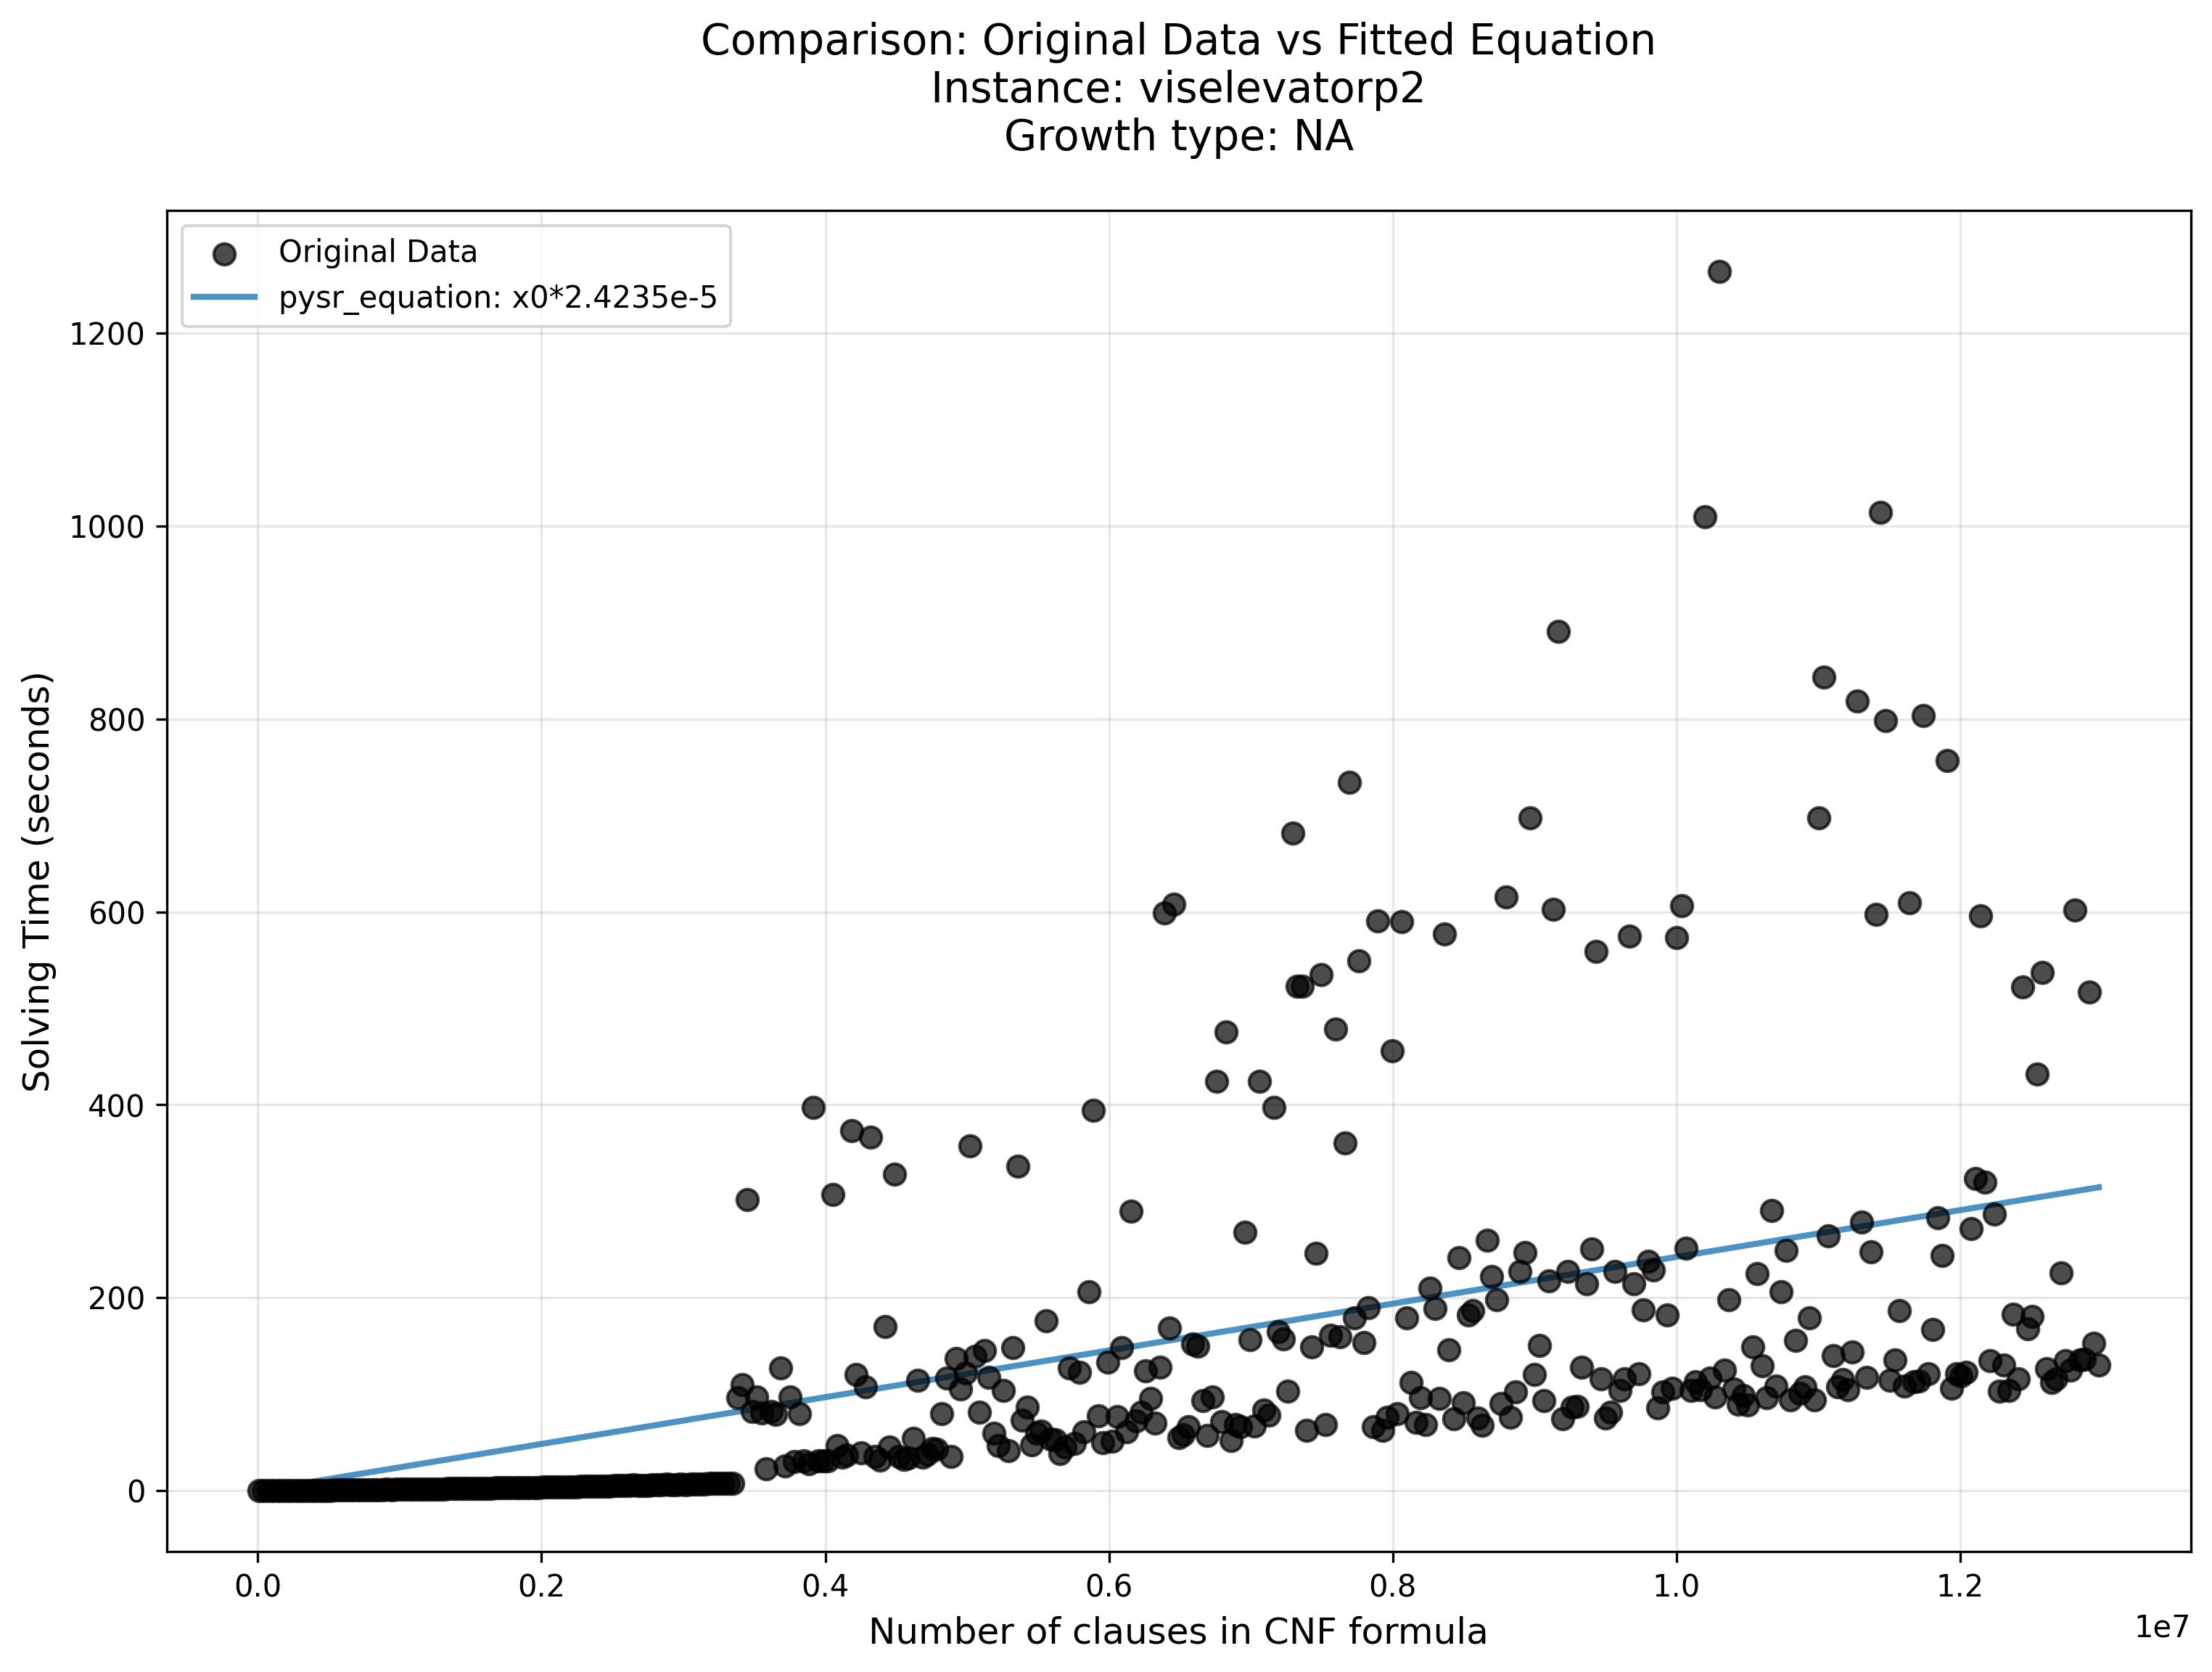 Comparison: Original Data vs Fitted Equation
Instance: viselevatorp2
Growth type: NA
Original Data
pysr_equation: x0*2.4235e-5
1200
1000
800
600
400
200
0
Solving Time (seconds)
0.0 0.2 0.4 0.6 0.8 1.0 1.2
1e7
Number of clauses in CNF formula